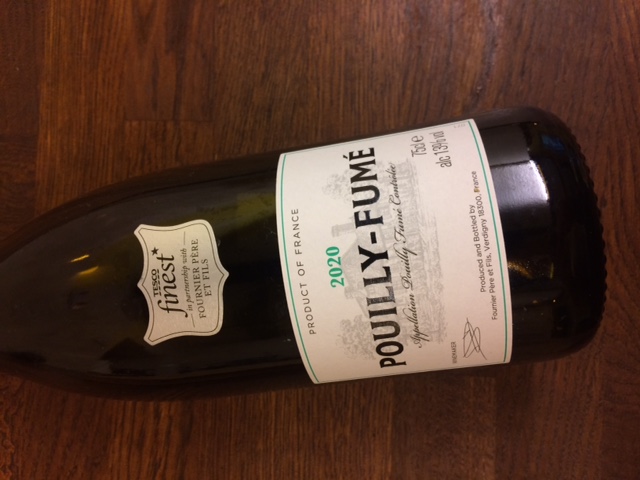 TESCO
finest
in partnership with
FOURNIER PÈRE
ET FILS
PRODUCT OF FRANCE
2020
POUILLY-FUMÉ
Appellation Pouilly-Fumé Contrôlée
75cl e
alc.13%vol
WINEMAKER
Produced and Bottled by
Fournier Père et Fils, Verdigny 18300, France